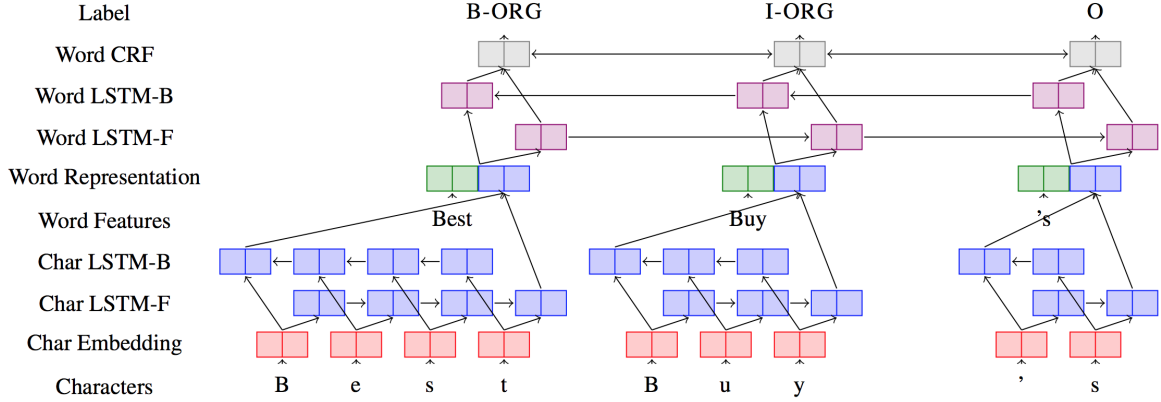 Label B-ORG I-ORG O
Word CRF
Word LSTM-B
Word LSTM-F
Word Representation
Word Features Best Buy 's
Char LSTM-B
Char LSTM-F
Char Embedding
Characters B e s t B u y ' s